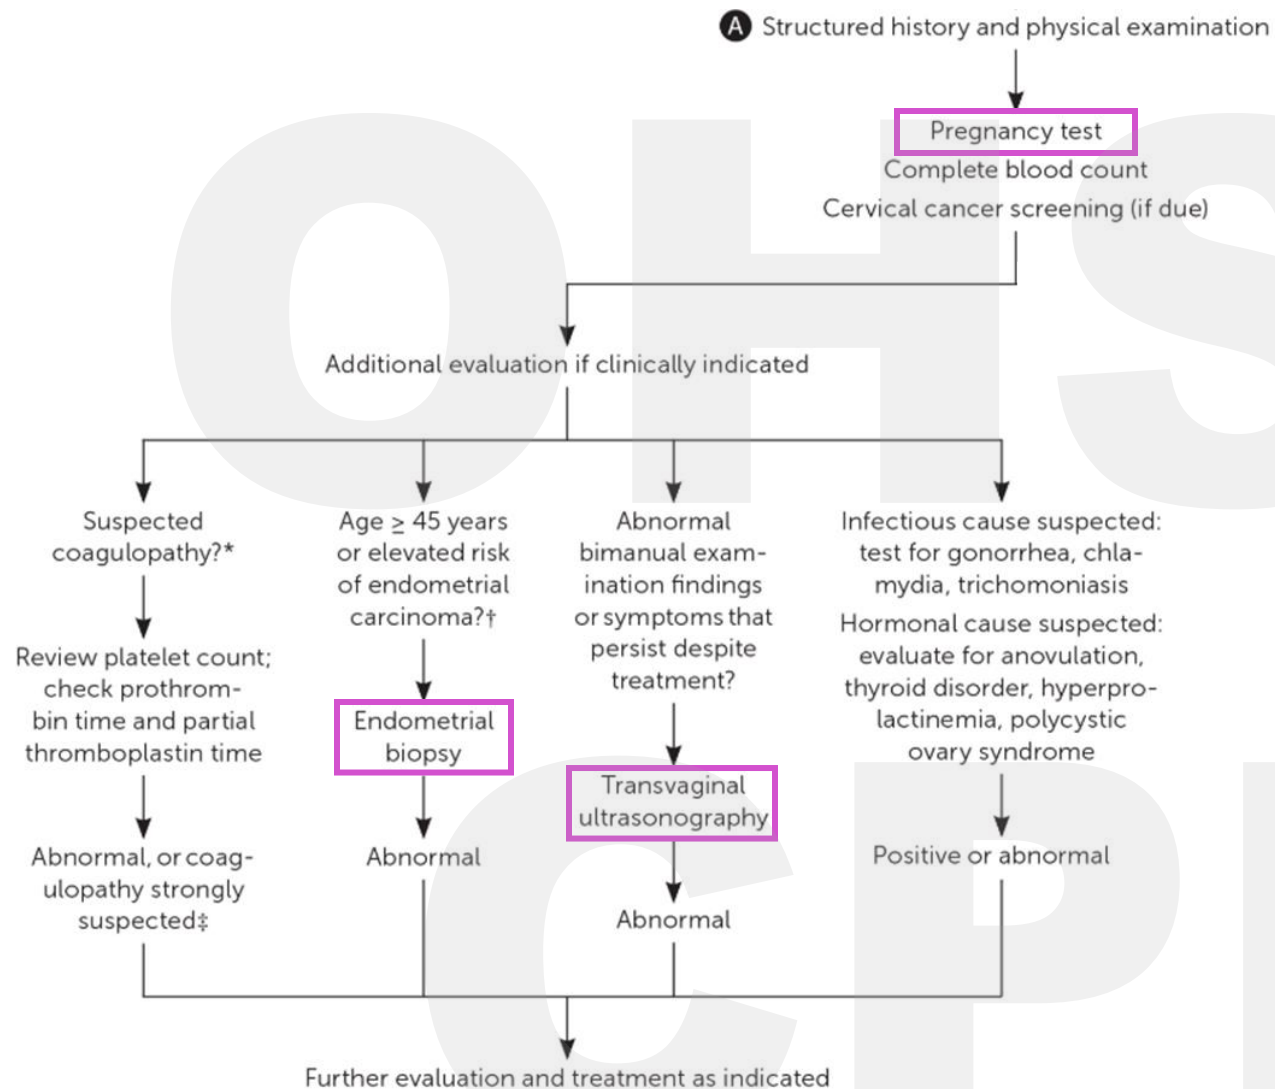 A Structured history and physical examination
Pregnancy test
Complete blood count
Cervical cancer screening (if due)
Additional evaluation if clinically indicated
Suspected
coagulopathy?*
Review platelet count;
check prothrom-
bin time and partial
thromboplastin time
Abnormal, or coag-
ulopathy strongly
suspected‡
Age ≥ 45 years
or elevated risk
of endometrial
carcinoma?†
Endometrial
biopsy
Abnormal
Abnormal
bimanual exam-
ination findings
or symptoms that
persist despite
treatment?
Transvaginal
ultrasonography
Abnormal
Infectious cause suspected:
test for gonorrhea, chla-
mydia, trichomoniasis
Hormonal cause suspected:
evaluate for anovulation,
thyroid disorder, hyperpro-
lactinemia, polycystic
ovary syndrome
Positive or abnormal
Further evaluation and treatment as indicated
OHS
CP